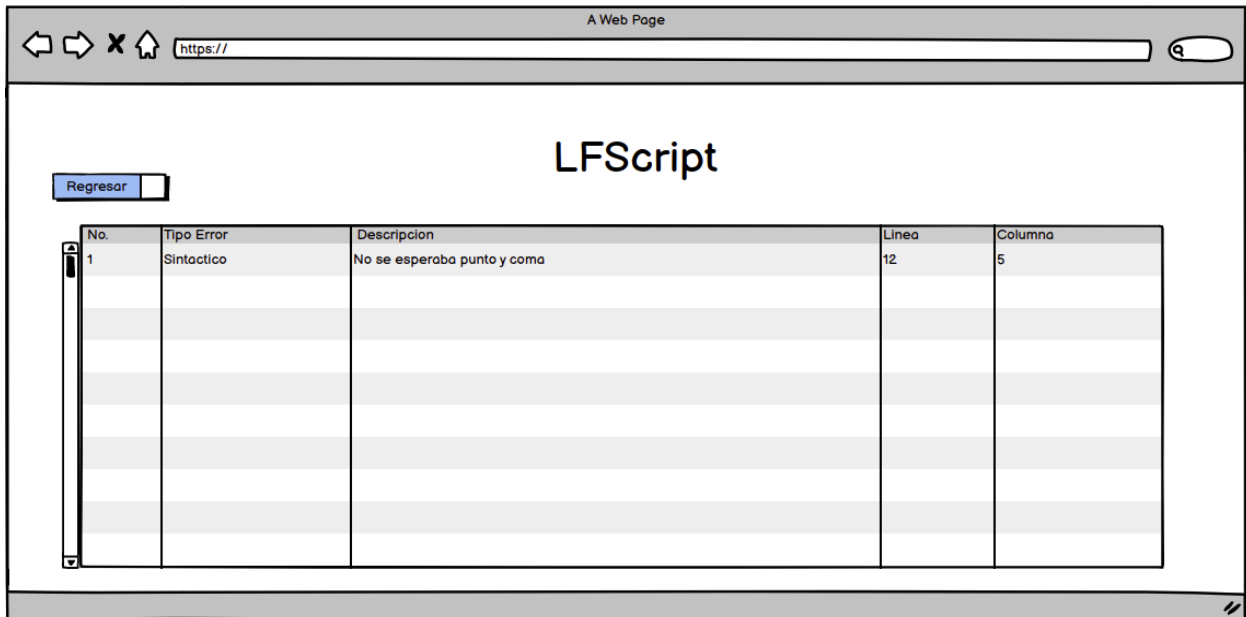 A Web Page
https://
LFScript
Regresar
No. Tipo Error Descripcion Linea Columna
1 Sintactico No se esperaba punto y coma 12 5